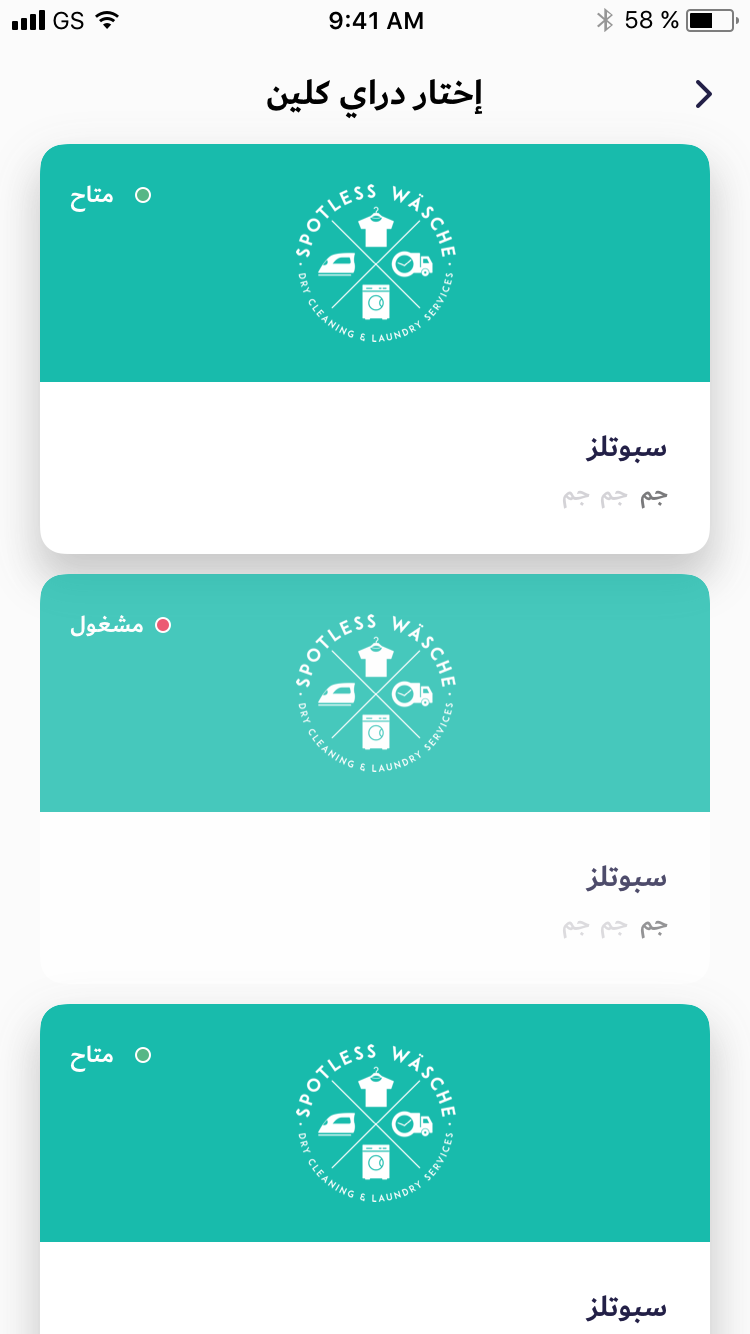 GS 9:41 AM 58 %
إختار دراي كلين
متاح
SPOTLESS WÄSCHE
DRY CLEANING & LAUNDRY SERVICES
سبوتلز
جم جم جم
مشغول
SPOTLESS WÄSCHE
DRY CLEANING & LAUNDRY SERVICES
سبوتلز
جم جم جم
متاح
SPOTLESS WÄSCHE
DRY CLEANING & LAUNDRY SERVICES
سبوتلز